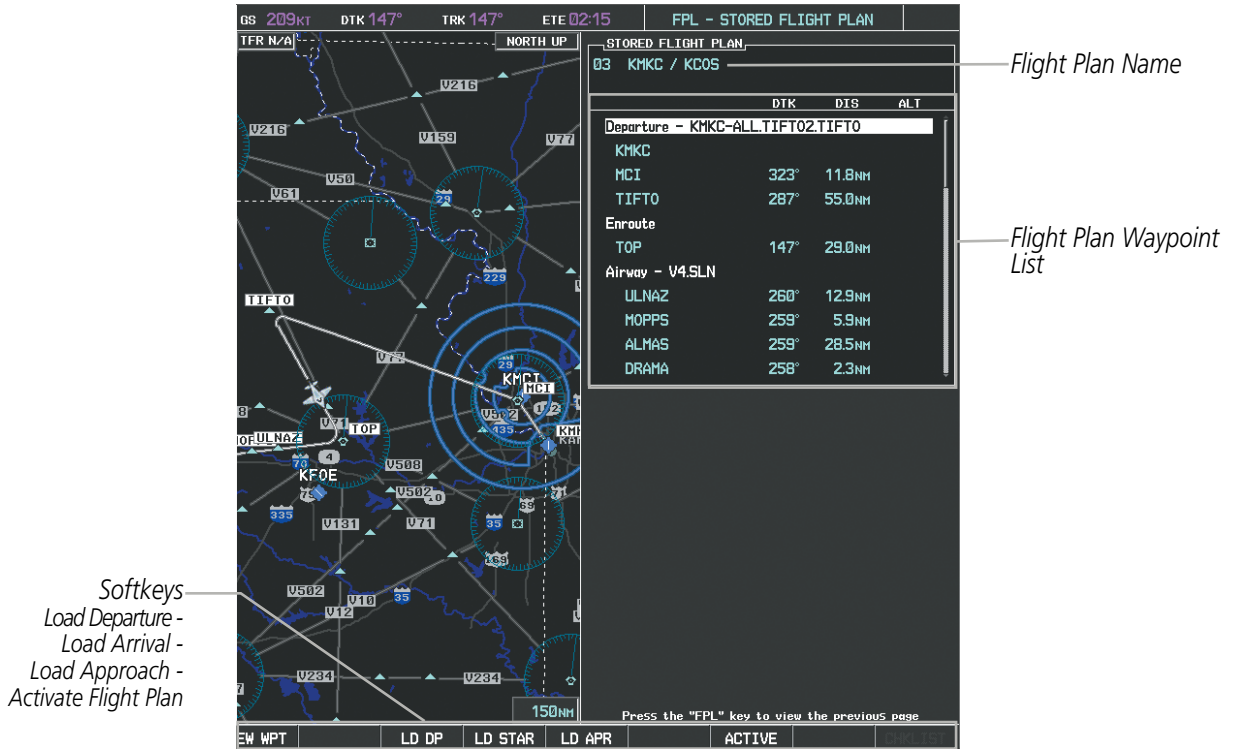 GS 209KT DTK 147° TRK 147° ETE 02:15 FPL - STORED FLIGHT PLAN
TFR N/A
NORTH UP
STORED FLIGHT PLAN
03 KMKC / KCOS
Flight Plan Name
DTK DIS ALT
Departure - KMKC-ALL.TIFTO2.TIFTO
KMKC
MCI 323° 11.8NM
TIFTO 287° 55.0NM
Enroute
TOP 147° 29.0NM
Airway - V4.SLN
ULNAZ 260° 12.9NM
MOPPS 259° 5.9NM
ALMAS 259° 28.5NM
DRAMA 258° 2.3NM
Flight Plan Waypoint
List
V216
V216
V159
V77
V50
V61
29
229
TIFTO
V77
29
KMCI
MCI
V502
435
V71
TOP
ULNAZ
4
70
KFOE
V508
V502
335
V131
V71
35
69
71
169
V502
V10
35
V12
V234
V234
150NM
Softkeys
Load Departure -
Load Arrival -
Load Approach -
Activate Flight Plan
Press the "FPL" key to view the previous page
EW WPT LD DP LD STAR LD APR ACTIVE CHKLIST